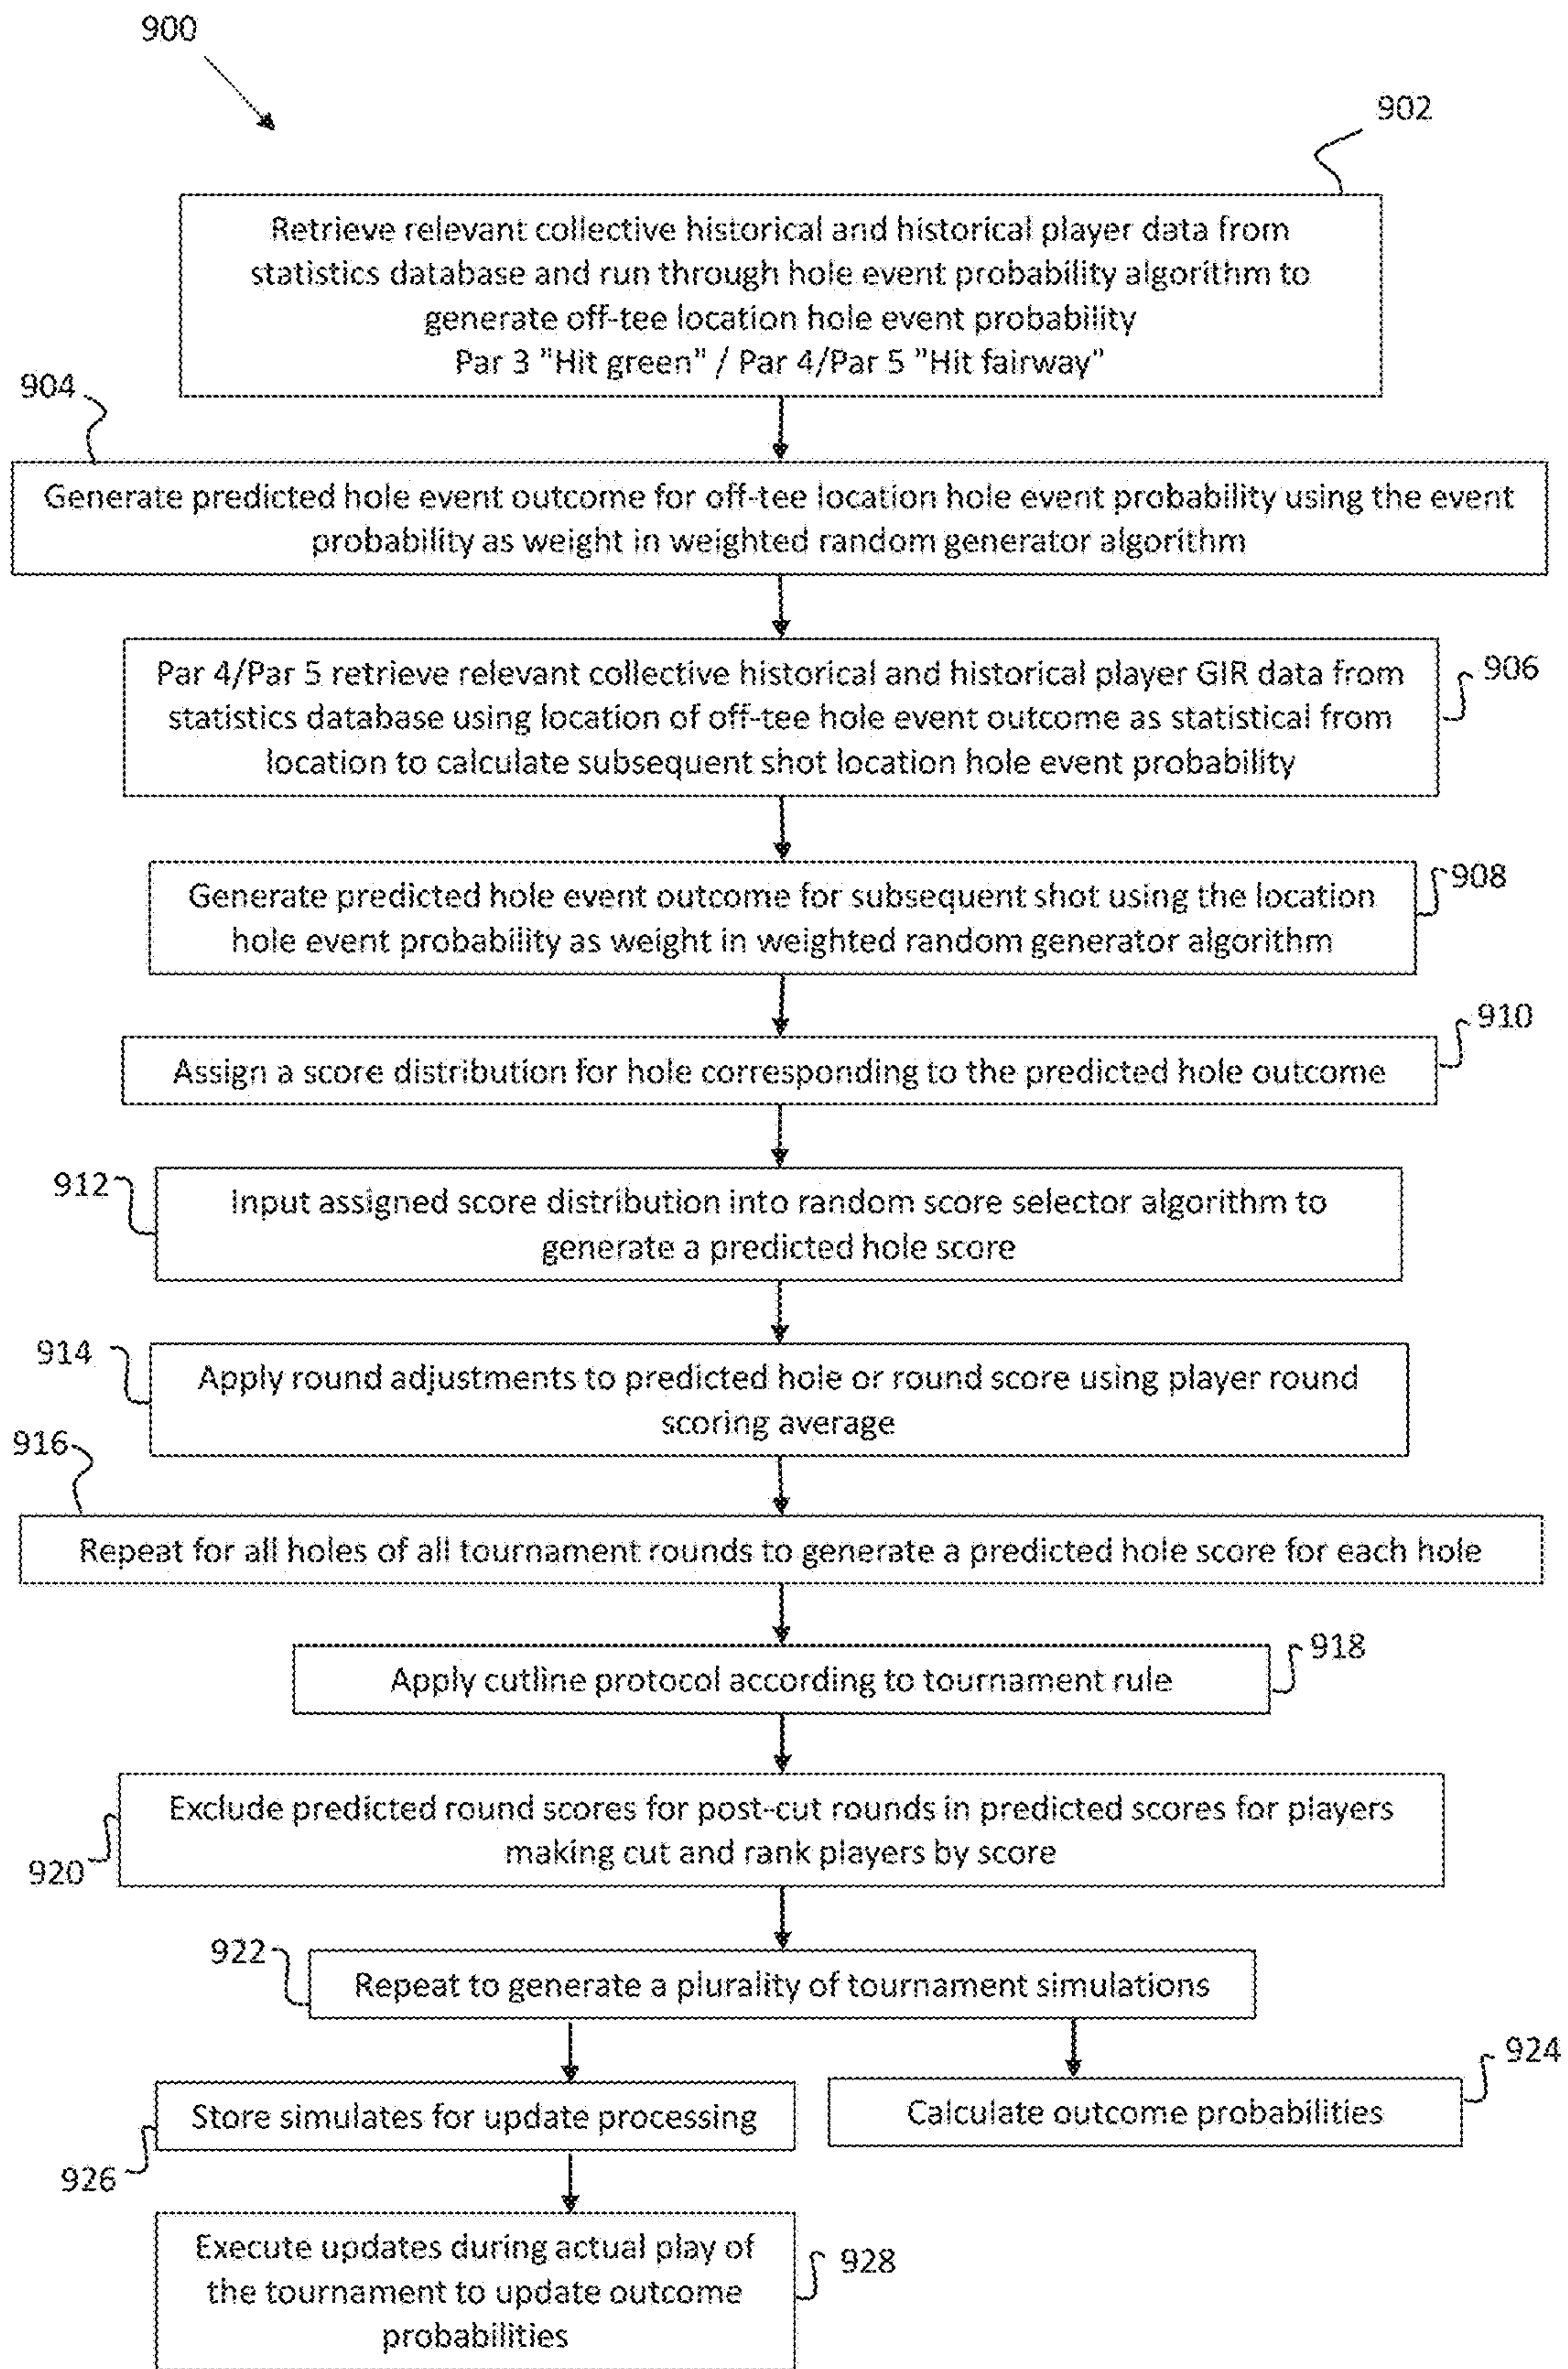 900
902
Retrieve relevant collective historical and historical player data from
statistics database and run through hole event probability algorithm to
generate off-tee location hole event probability
Par 3 "Hit green" / Par 4/Par 5 "Hit fairway"
904
Generate predicted hole event outcome for off-tee location hole event probability using the event
probability as weight in weighted random generator algorithm
Par 4/Par 5 retrieve relevant collective historical and historical player GIR data from
statistics database using location of off-tee hole event outcome as statistical from
location to calculate subsequent shot location hole event probability
906
Generate predicted hole event outcome for subsequent shot using the location
hole event probability as weight in weighted random generator algorithm
908
910
Assign a score distribution for hole corresponding to the predicted hole outcome
912
Input assigned score distribution into random score selector algorithm to
generate a predicted hole score
914
Apply round adjustments to predicted hole or round score using player round
scoring average
916
Repeat for all holes of all tournament rounds to generate a predicted hole score for each hole
918
Apply cutline protocol according to tournament rule
Exclude predicted round scores for post-cut rounds in predicted scores for players
making cut and rank players by score
920
922
Repeat to generate a plurality of tournament simulations
924
Store simulates for update processing
Calculate outcome probabilities
926
Execute updates during actual play of
the tournament to update outcome
probabilities
928